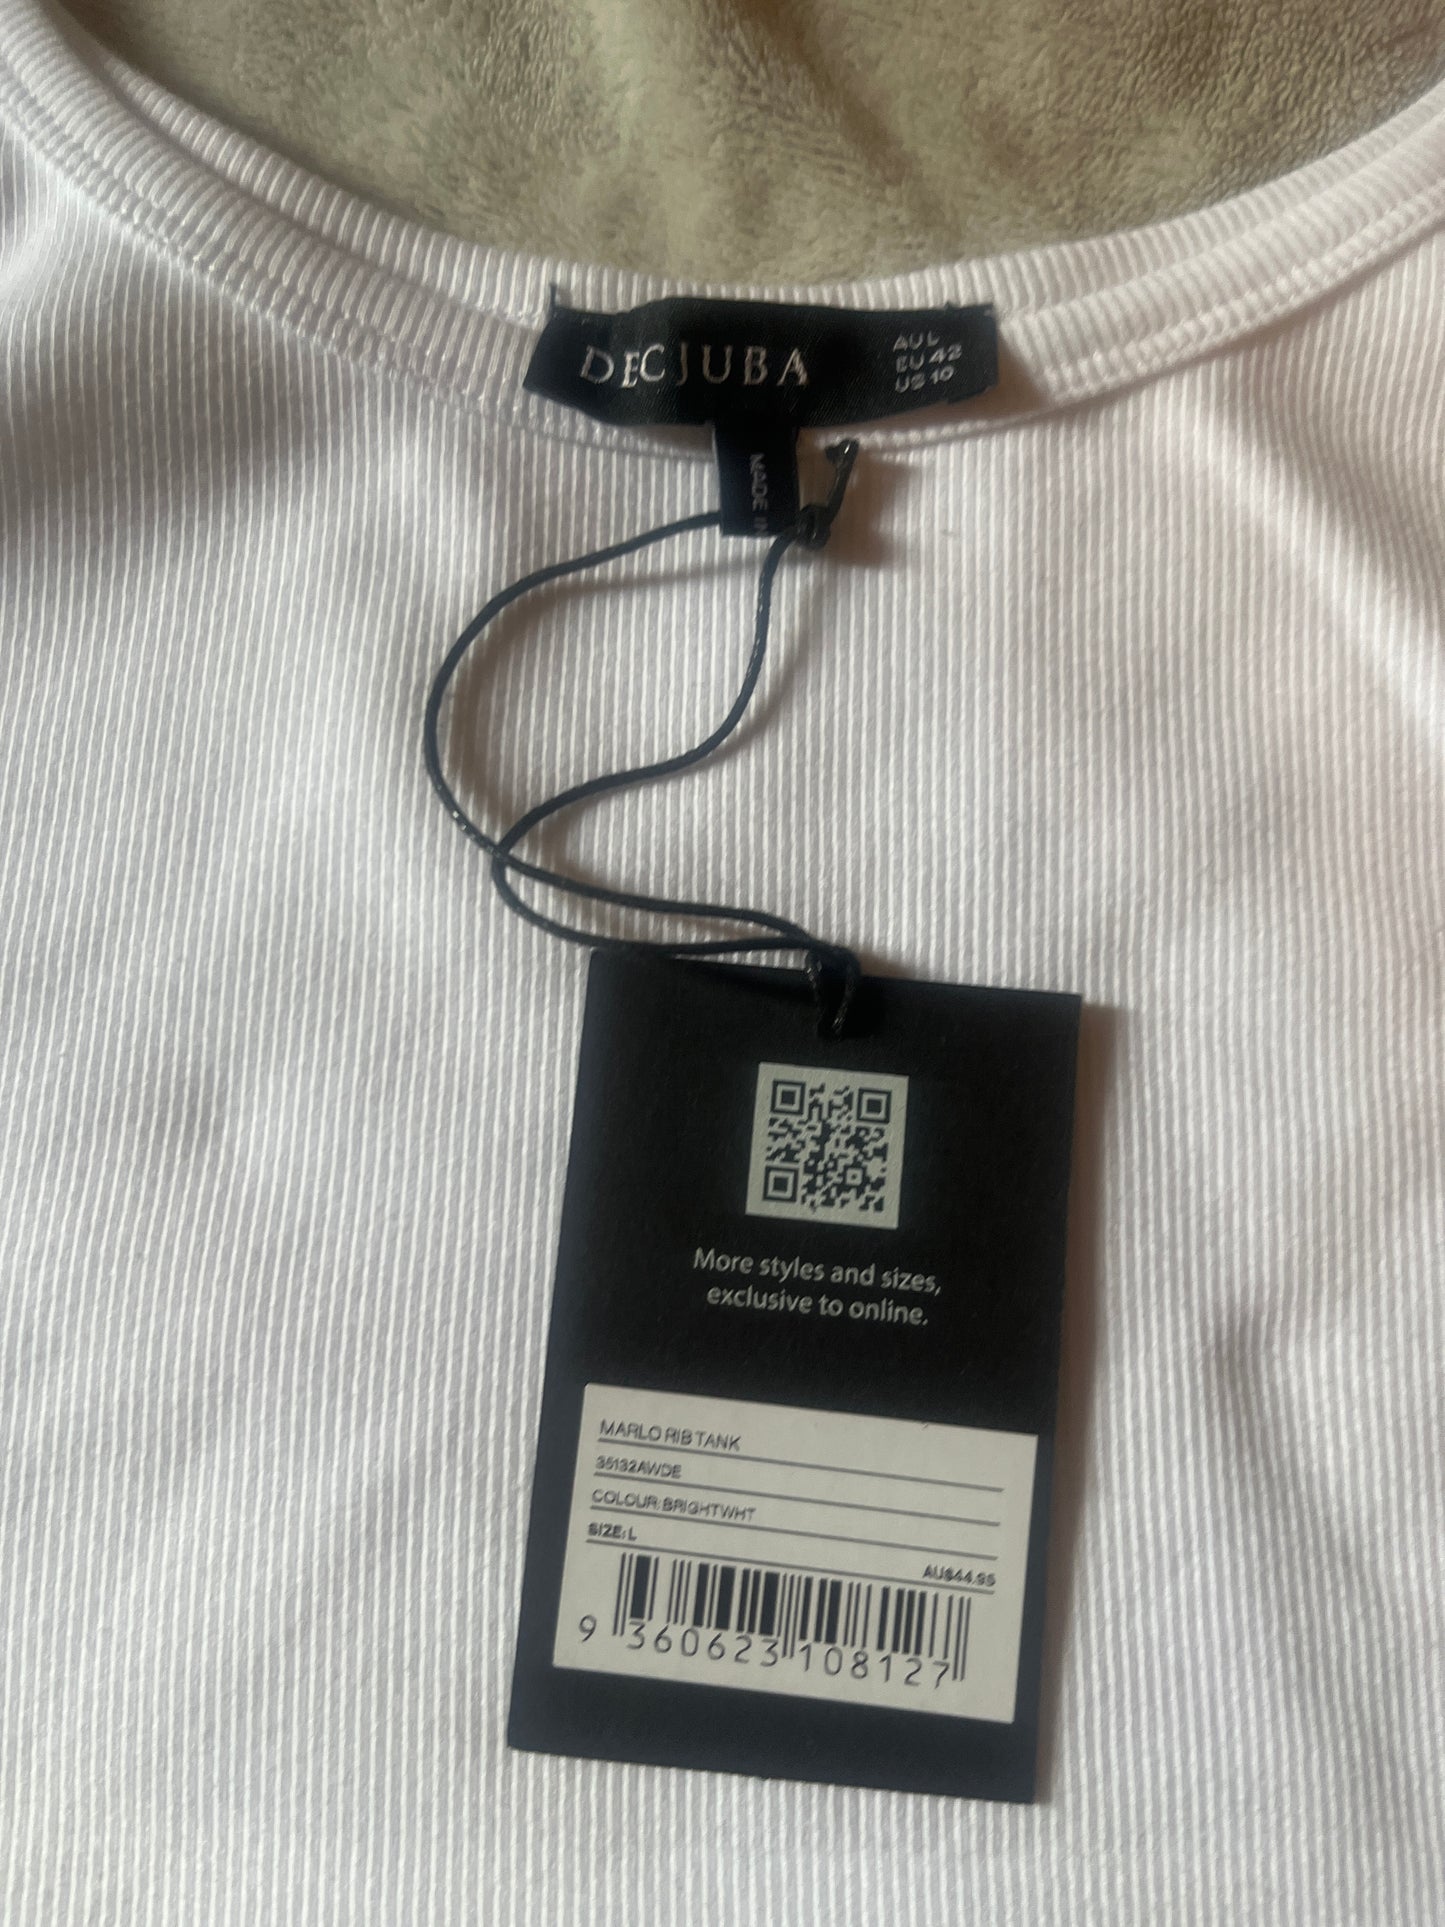 DECJUBA
AU L
EU 42
US 10
MADE IN
More styles and sizes,
exclusive to online.
MARLO RIB TANK
35132AWDE
COLOUR: BRIGHTWHT
SIZE: L
AU$44.95
9 360623 108127